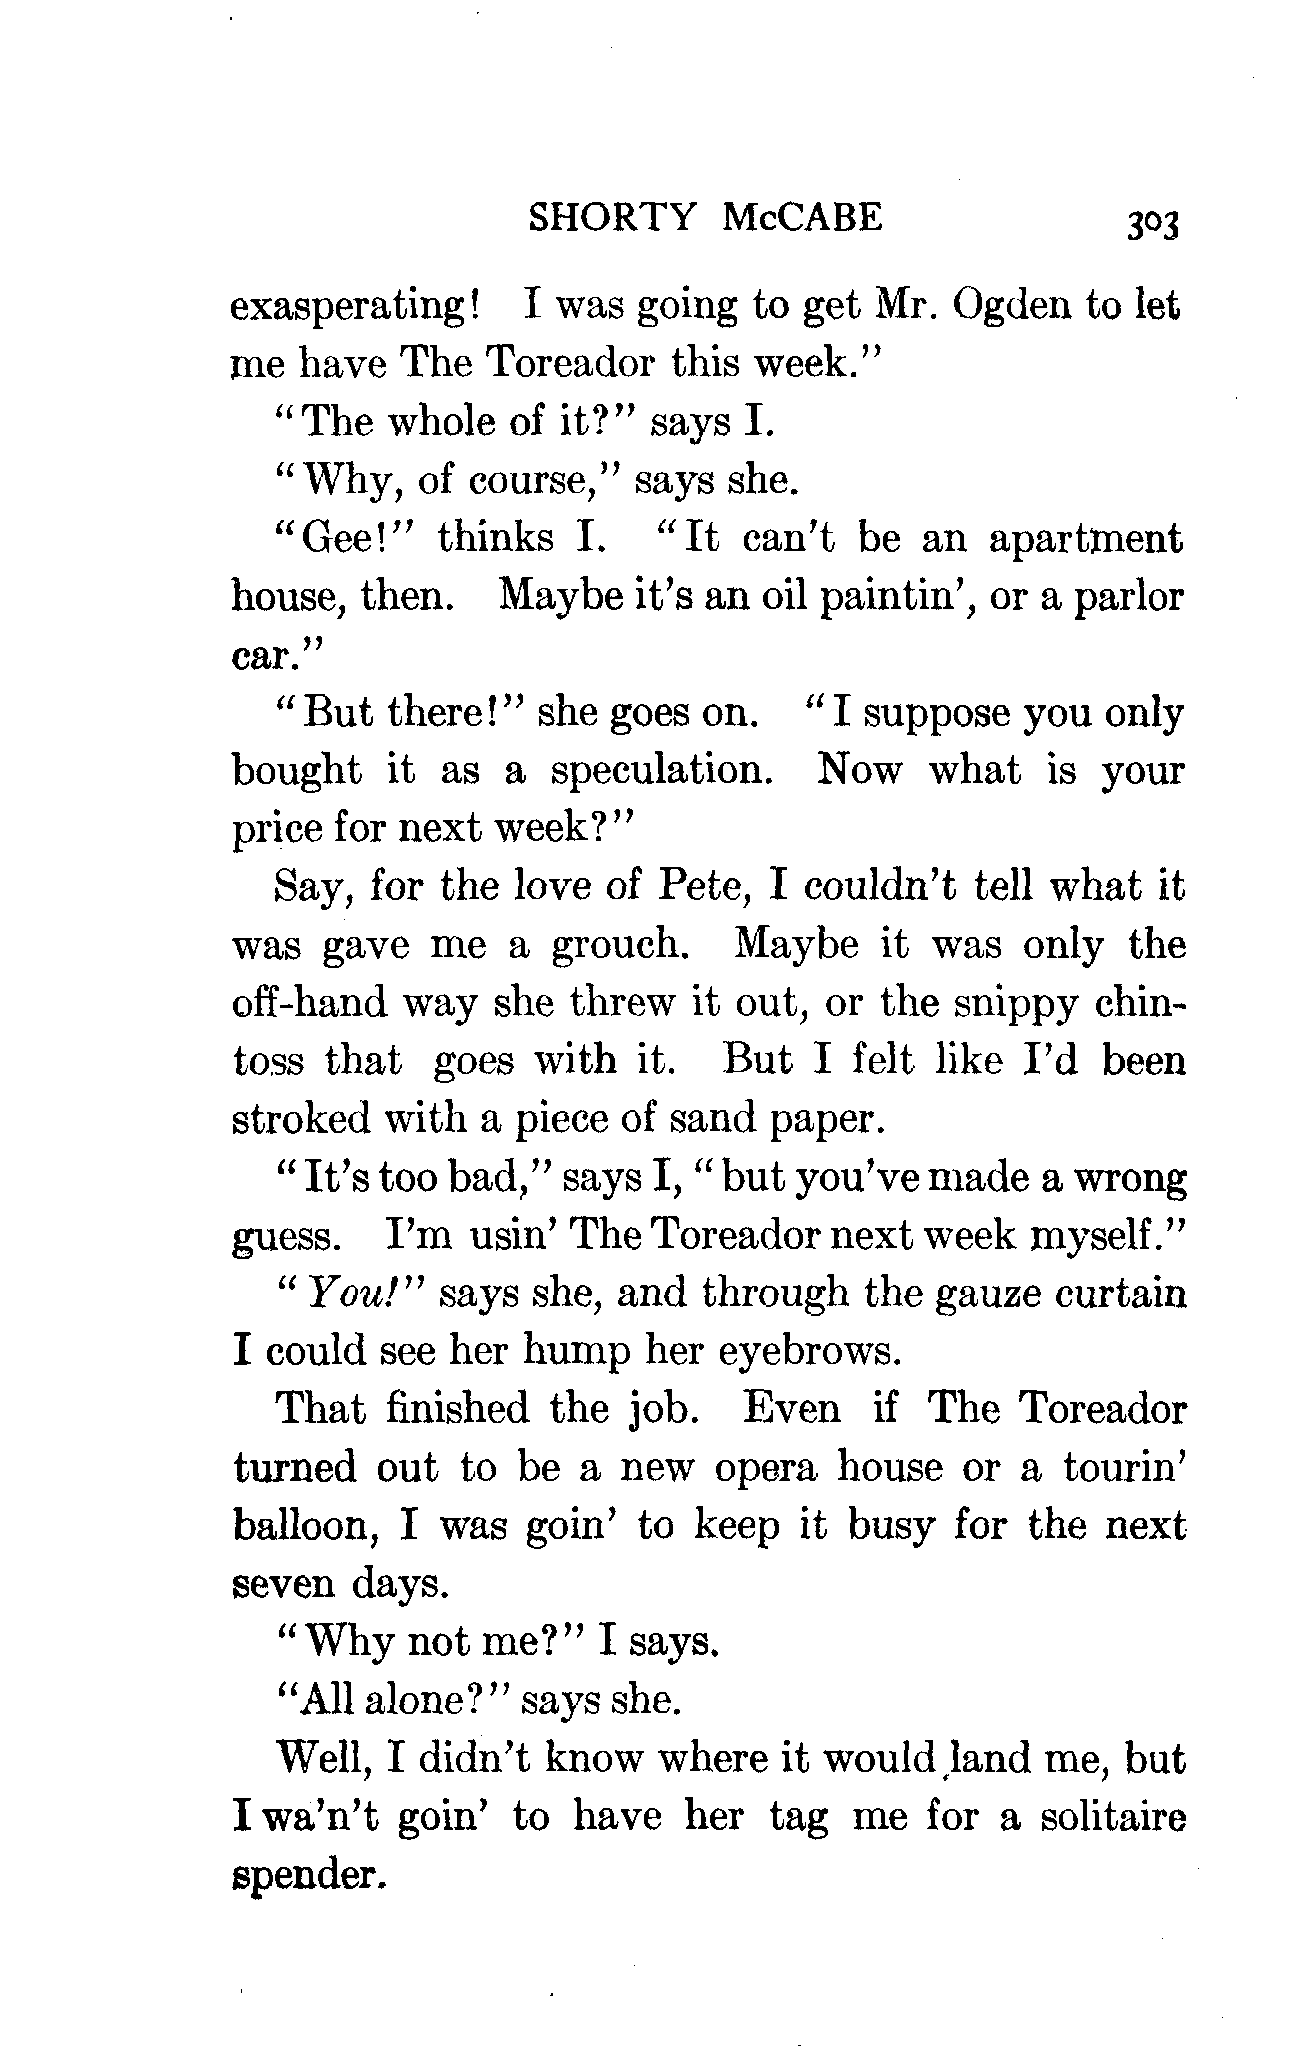 SHORTY McCABE 303
exasperating! I was going to get Mr. Ogden to let
me have The Toreador this week."
"The whole of it?" says I.
"Why, of course," says she.
"Gee!" thinks I. "It can't be an apartment
house, then. Maybe it's an oil paintin', or a parlor
car."
"But there!" she goes on. "I suppose you only
bought it as a speculation. Now what is your
price for next week?"
Say, for the love of Pete, I couldn't tell what it
was gave me a grouch. Maybe it was only the
off-hand way she threw it out, or the snippy chin-
toss that goes with it. But I felt like I'd been
stroked with a piece of sand paper.
"It's too bad," says I, "but you've made a wrong
guess. I'm usin' The Toreador next week myself."
"You!" says she, and through the gauze curtain
I could see her hump her eyebrows.
That finished the job. Even if The Toreador
turned out to be a new opera house or a tourin'
balloon, I was goin' to keep it busy for the next
seven days.
"Why not me?" I says.
"All alone?" says she.
Well, I didn't know where it would land me, but
I wa'n't goin' to have her tag me for a solitaire
spender.